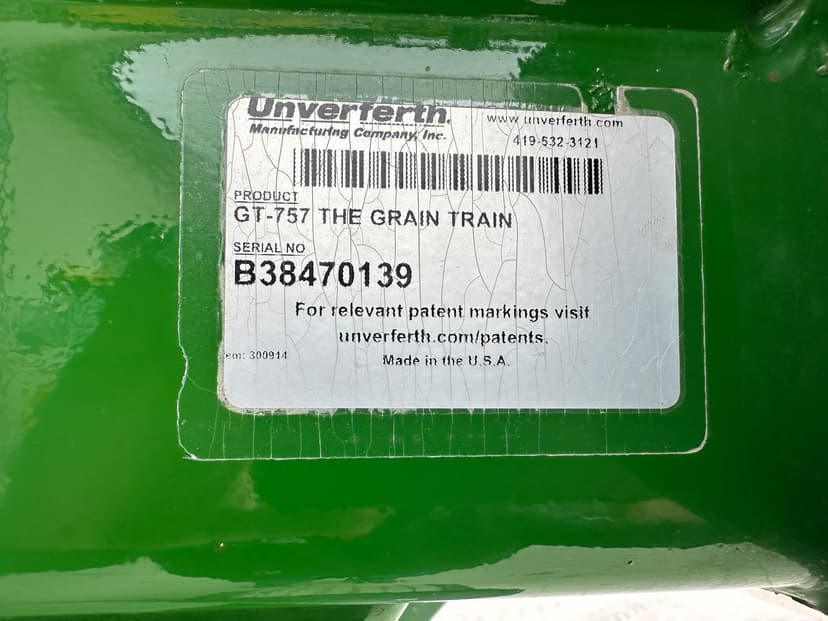 Unverferth
Manufacturing Company, Inc.
www.unverferth.com
419-532-3121
PRODUCT
GT-757 THE GRAIN TRAIN
SERIAL NO
B38470139
For relevant patent markings visit
unverferth.com/patents.
300914
Made in the U.S.A.